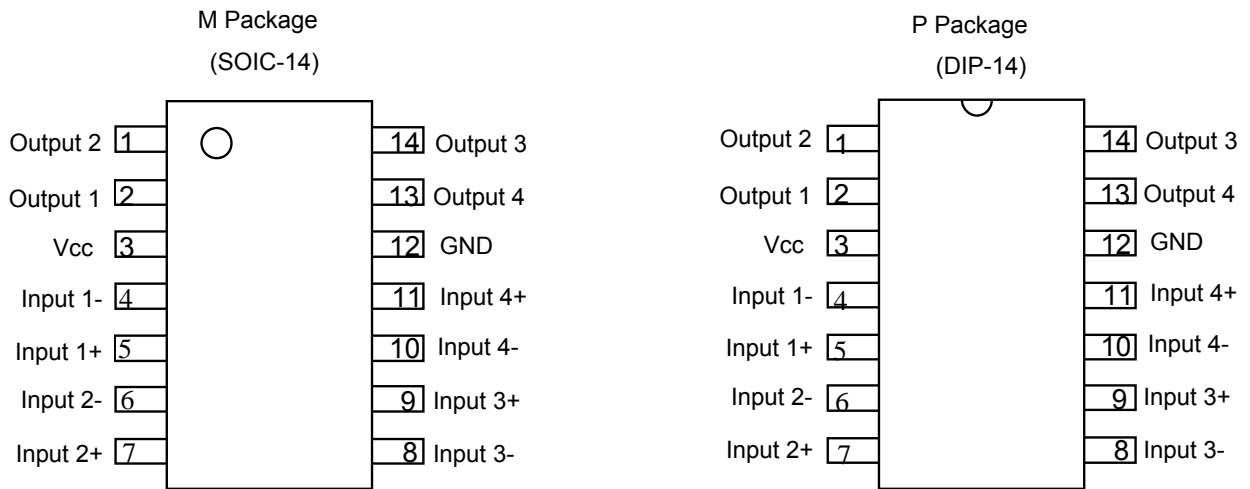 M Package
(SOIC-14)
Output 2 1 14 Output 3
Output 1 2 13 Output 4
Vcc 3 12 GND
Input 1- 4 11 Input 4+
Input 1+ 5 10 Input 4-
Input 2- 6 9 Input 3+
Input 2+ 7 8 Input 3-
P Package
(DIP-14)
Output 2 1 14 Output 3
Output 1 2 13 Output 4
Vcc 3 12 GND
Input 1- 4 11 Input 4+
Input 1+ 5 10 Input 4-
Input 2- 6 9 Input 3+
Input 2+ 7 8 Input 3-